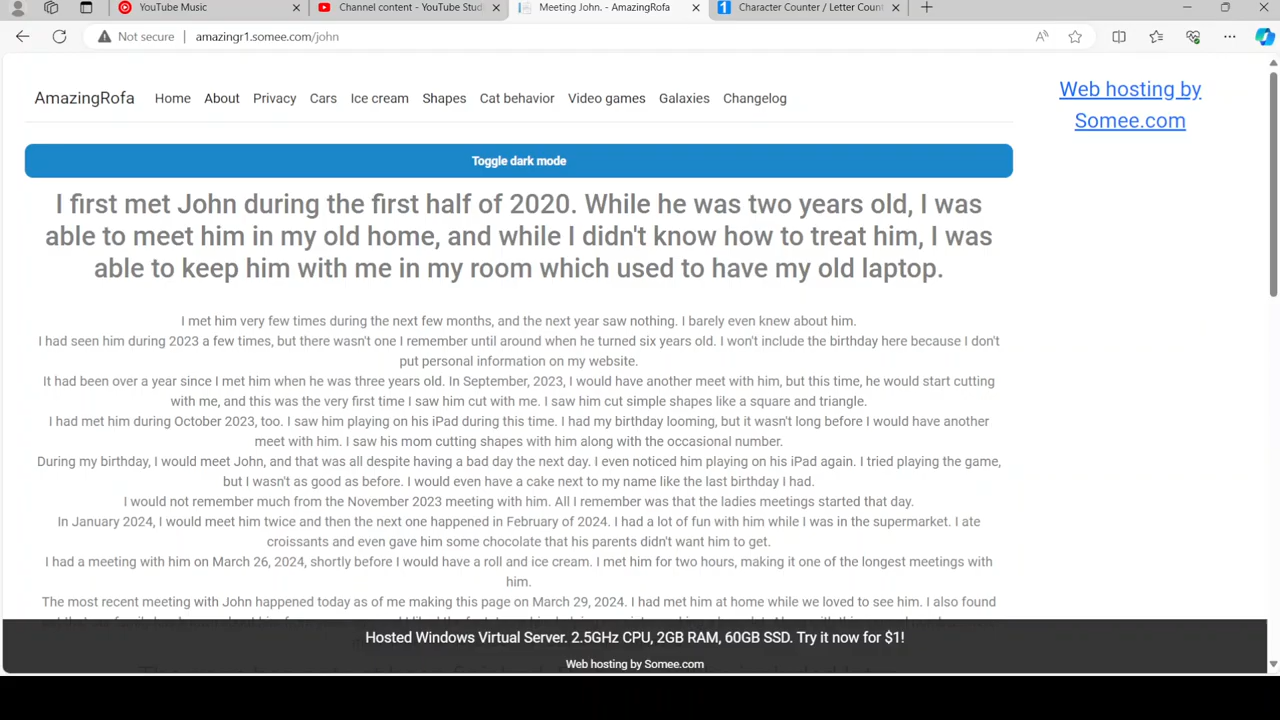 YouTube Music
Channel content - YouTube Stud
Meeting John. - AmazingRofa
Character Counter / Letter Count
Not secure
amazingr1.somee.com/john
AmazingRofa Home About Privacy Cars Ice cream Shapes Cat behavior Video games Galaxies Changelog
Web hosting by
Somee.com
Toggle dark mode
I first met John during the first half of 2020. While he was two years old, I was
able to meet him in my old home, and while I didn't know how to treat him, I was
able to keep him with me in my room which used to have my old laptop.
I met him very few times during the next few months, and the next year saw nothing. I barely even knew about him.
I had seen him during 2023 a few times, but there wasn't one I remember until around when he turned six years old. I won't include the birthday here because I don't
put personal information on my website.
It had been over a year since I met him when he was three years old. In September, 2023, I would have another meet with him, but this time, he would start cutting
with me, and this was the very first time I saw him cut with me. I saw him cut simple shapes like a square and triangle.
I had met him during October 2023, too. I saw him playing on his iPad during this time. I had my birthday looming, but it wasn't long before I would have another
meet with him. I saw his mom cutting shapes with him along with the occasional number.
During my birthday, I would meet John, and that was all despite having a bad day the next day. I even noticed him playing on his iPad again. I tried playing the game,
but I wasn't as good as before. I would even have a cake next to my name like the last birthday I had.
I would not remember much from the November 2023 meeting with him. All I remember was that the ladies meetings started that day.
In January 2024, I would meet him twice and then the next one happened in February of 2024. I had a lot of fun with him while I was in the supermarket. I ate
croissants and even gave him some chocolate that his parents didn't want him to get.
I had a meeting with him on March 26, 2024, shortly before I would have a roll and ice cream. I met him for two hours, making it one of the longest meetings with
him.
The most recent meeting with John happened today as of me making this page on March 29, 2024. I had met him at home while we loved to see him. I also found
Hosted Windows Virtual Server. 2.5GHz CPU, 2GB RAM, 60GB SSD. Try it now for $1!
Web hosting by Somee.com